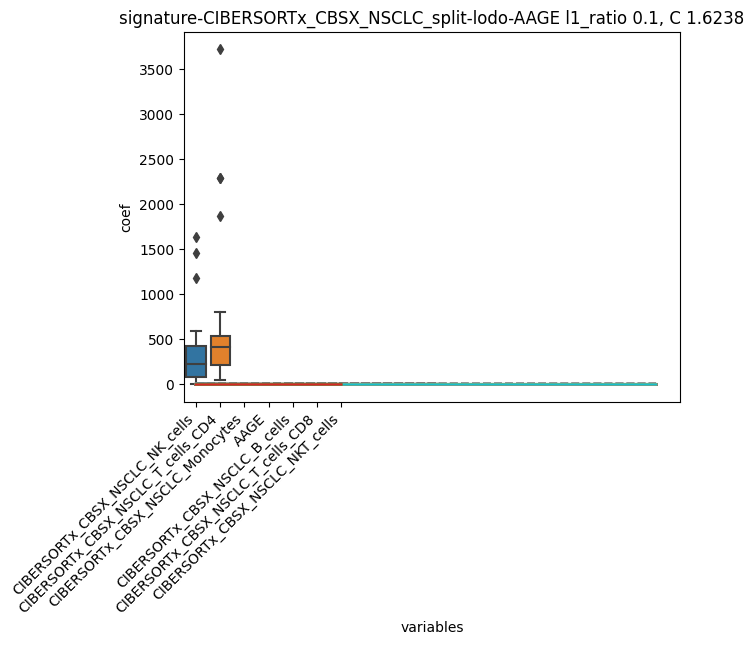 signature-CIBERSORTx_CBSX_NSCLC_split-lodo-AAGE l1_ratio 0.1, C 1.6238
3500
3000
2500
2000
1500
1000
500
0
coef
CIBERSORTx_CBSX_NSCLC_NK_cells
CIBERSORTx_CBSX_NSCLC_T_cells_CD4
CIBERSORTx_CBSX_NSCLC_Monocytes
AAGE
CIBERSORTx_CBSX_NSCLC_B_cells
CIBERSORTx_CBSX_NSCLC_T_cells_CD8
CIBERSORTx_CBSX_NSCLC_NKT_cells
variables